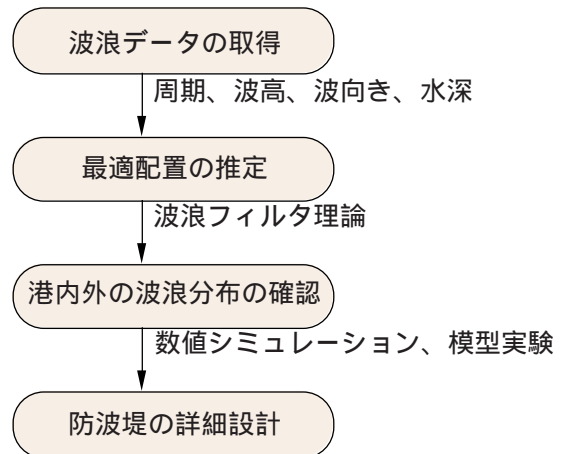 波浪データの取得
周期、波高、波向き、水深
最適配置の推定
波浪フィルタ理論
港内外の波浪分布の確認
数値シミュレーション、模型実験
防波堤の詳細設計